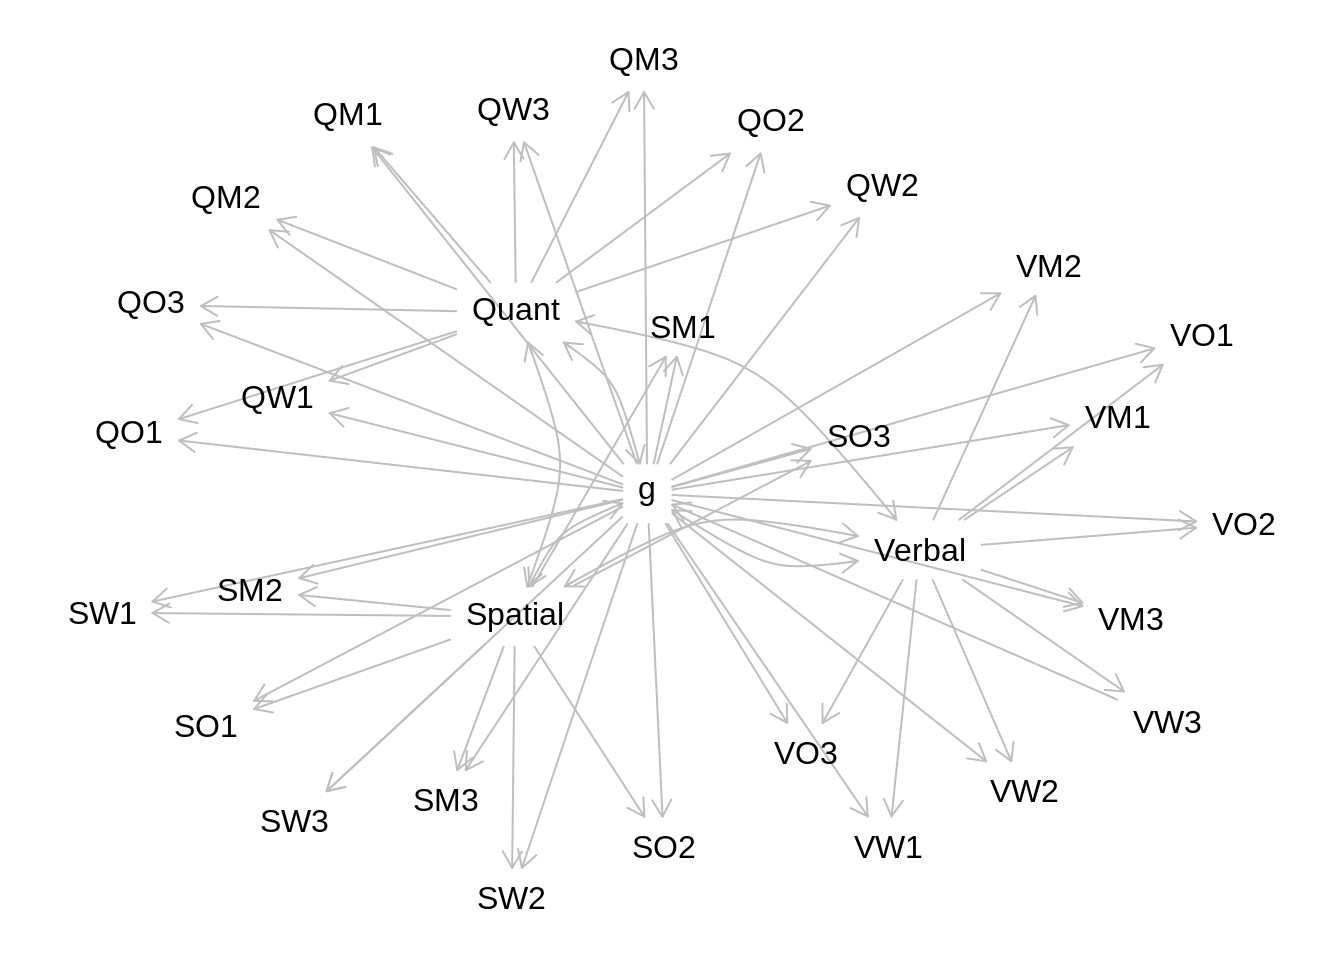 QM3
QW3
QM1
QO2
QW2
QM2
VM2
QO3
Quant
SM1
VO1
QW1
VM1
QO1
SO3
g
VO2
Verbal
SM2
SW1
Spatial
VM3
SO1
VW3
VO3
SW3
SM3
VW2
SO2
VW1
SW2